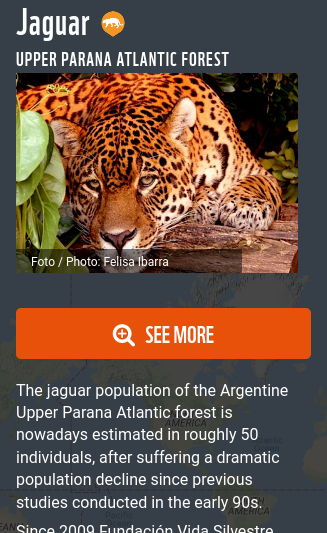 Jaguar
UPPER PARANA ATLANTIC FOREST
Foto / Photo: Felisa Ibarra
SEE MORE
The jaguar population of the Argentine
Upper Parana Atlantic forest is
nowadays estimated in roughly 50
individuals, after suffering a dramatic
population decline since previous
studies conducted in the early 90s.
Since 2009 Fundación Vida Silvestre
AMERICA
AMERICA